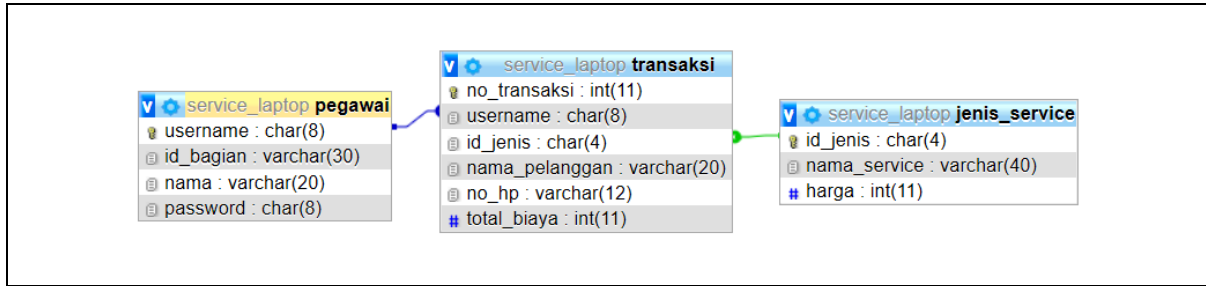 service_laptop pegawai
username : char(8)
id_bagian : varchar(30)
nama : varchar(20)
password : char(8)
service_laptop transaksi
no_transaksi : int(11)
username : char(8)
id_jenis : char(4)
nama_pelanggan : varchar(20)
no_hp : varchar(12)
# total_biaya : int(11)
service_laptop jenis_service
id_jenis : char(4)
nama_service : varchar(40)
# harga : int(11)